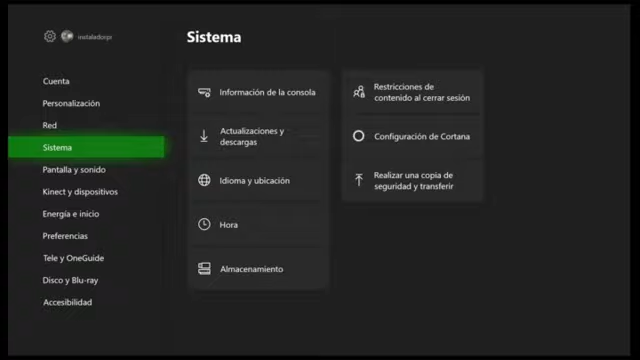 instaladorpr
Sistema
Cuenta
Personalización
Red
Sistema
Pantalla y sonido
Kinect y dispositivos
Energía e inicio
Preferencias
Tele y OneGuide
Disco y Blu-ray
Accesibilidad
Información de la consola
Actualizaciones y
descargas
Idioma y ubicación
Hora
Almacenamiento
Restricciones de
contenido al cerrar sesión
Configuración de Cortana
Realizar una copia de
seguridad y transferir